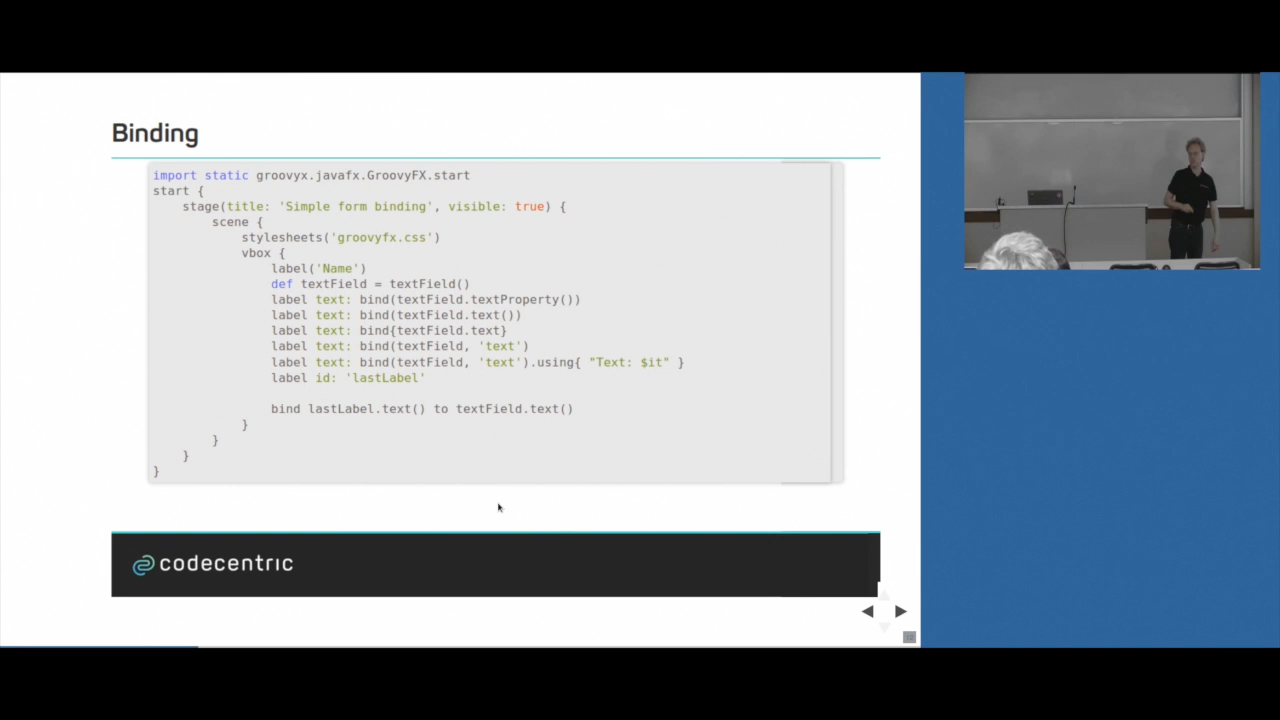 Binding
import static groovyx.javafx.GroovyFX.start
start {
    stage(title: 'Simple form binding', visible: true) {
        scene {
            stylesheets('groovyfx.css')
            vbox {
                label('Name')
                def textField = textField()
                label text: bind(textField.textProperty())
                label text: bind(textField.text())
                label text: bind{textField.text}
                label text: bind(textField, 'text')
                label text: bind(textField, 'text').using{ "Text: $it" }
                label id: 'lastLabel'
                bind lastLabel.text() to textField.text()
            }
        }
    }
}
codecentric